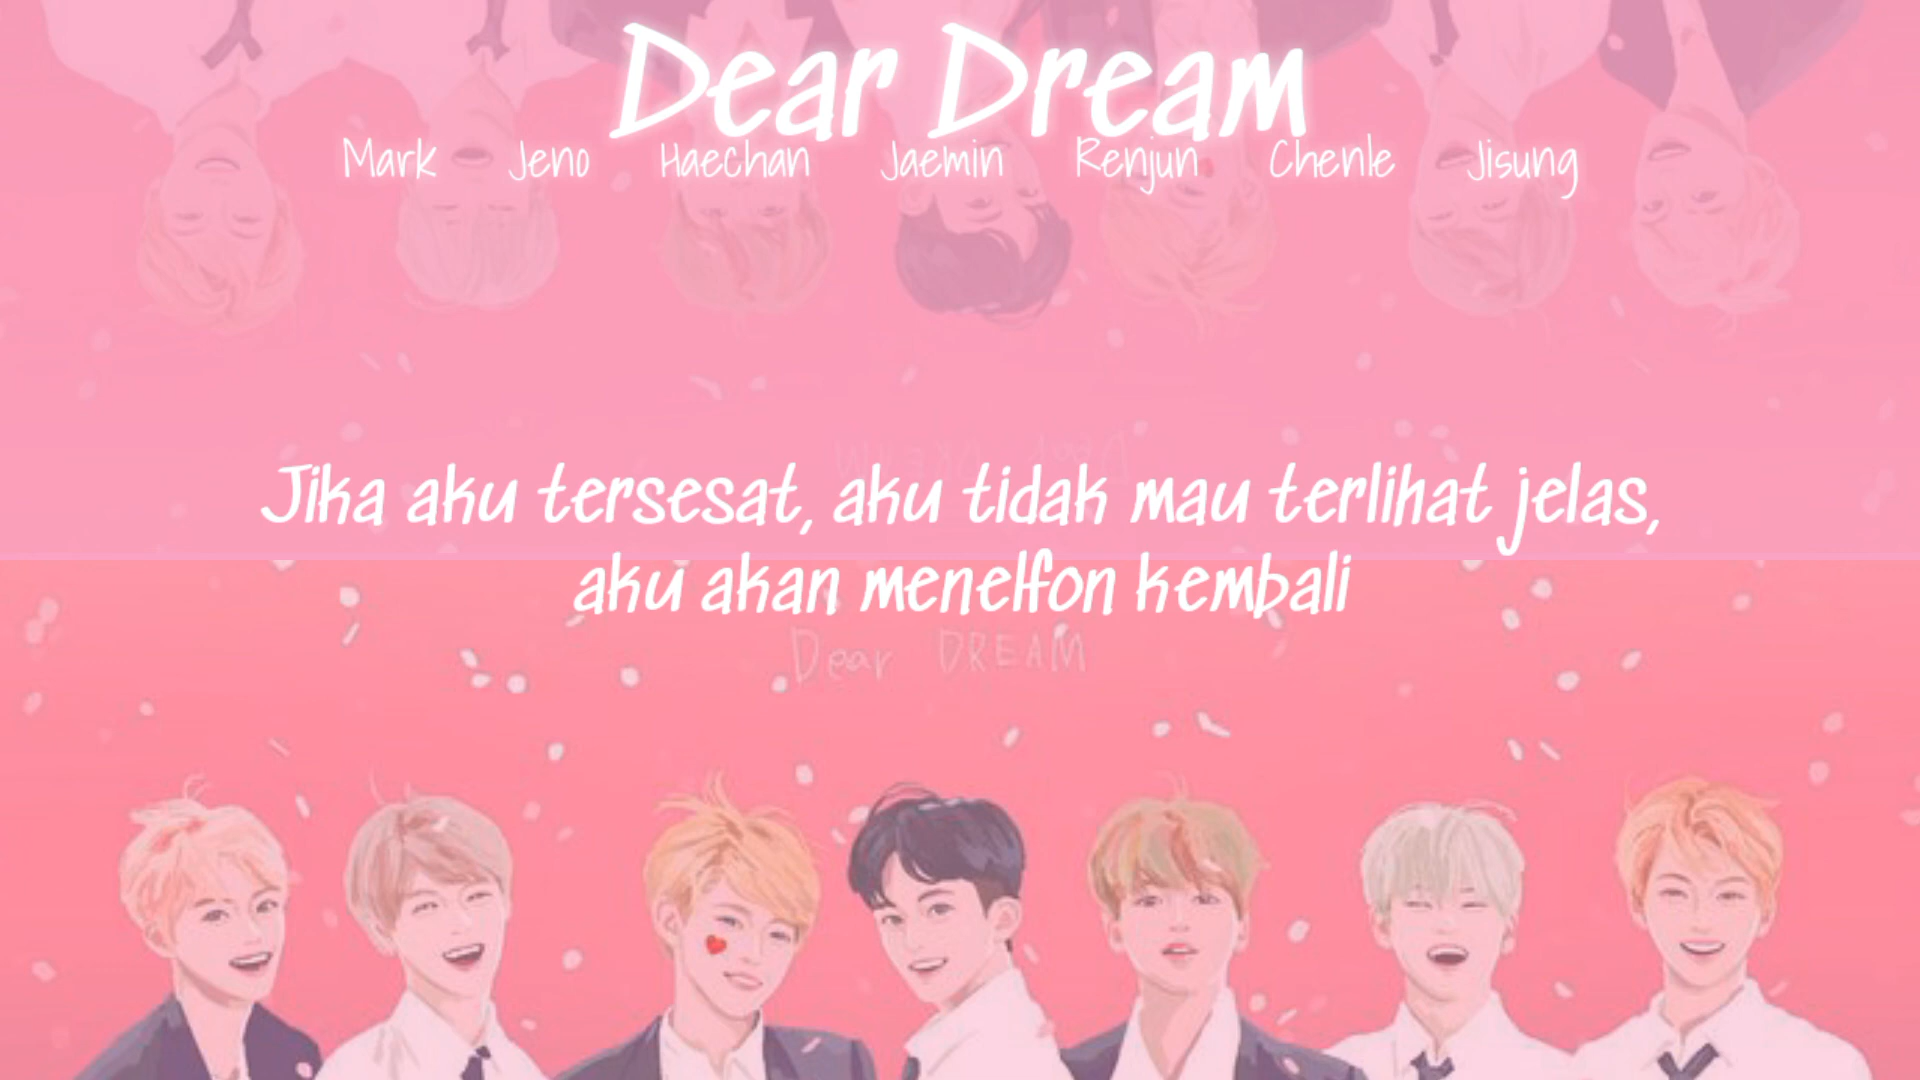 Dear Dream
Mark Jeno Haechan Jaemin Renjun Chenle Jisung
Jika aku tersesat, aku tidak mau terlihat jelas,
aku akan menelfon kembali
Dear DREAM